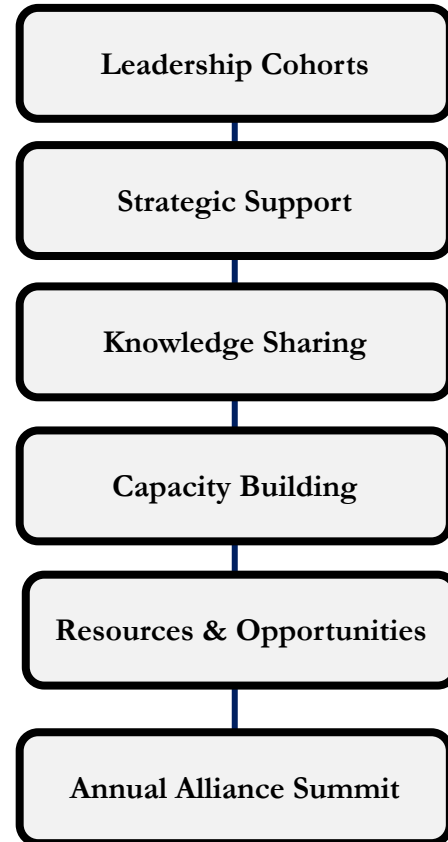 Leadership Cohorts
Strategic Support
Knowledge Sharing
Capacity Building
Resources & Opportunities
Annual Alliance Summit